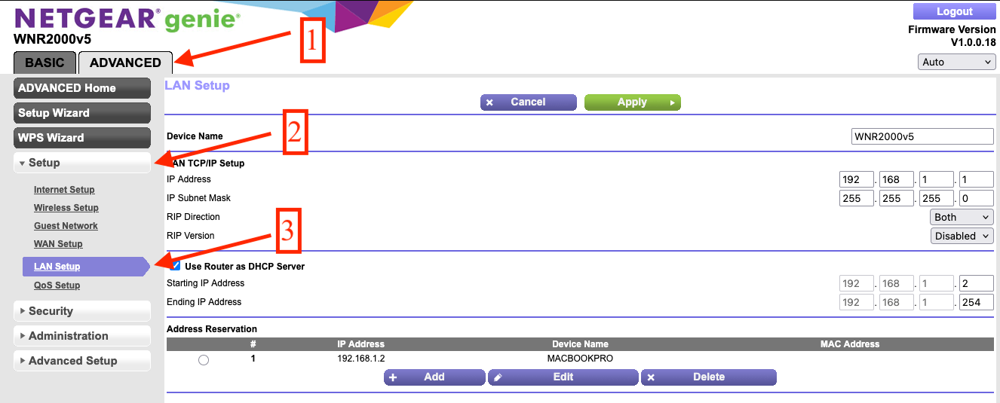 NETGEAR® genie®
WNR2000v5
Logout
Firmware Version
V1.0.0.18
Auto
BASIC
ADVANCED
1
ADVANCED Home
Setup Wizard
WPS Wizard
Setup
2
Internet Setup
Wireless Setup
Guest Network
WAN Setup
LAN Setup
3
QoS Setup
Security
Administration
Advanced Setup
LAN Setup
Cancel
Apply
Device Name WNR2000v5
LAN TCP/IP Setup
IP Address 192 . 168 . 1 . 1
IP Subnet Mask 255 . 255 . 255 . 0
RIP Direction Both
RIP Version Disabled
Use Router as DHCP Server
Starting IP Address 192 . 168 . 1 . 2
Ending IP Address 192 . 168 . 1 . 254
Address Reservation
# IP Address Device Name MAC Address
1 192.168.1.2 MACBOOKPRO
Add Edit Delete